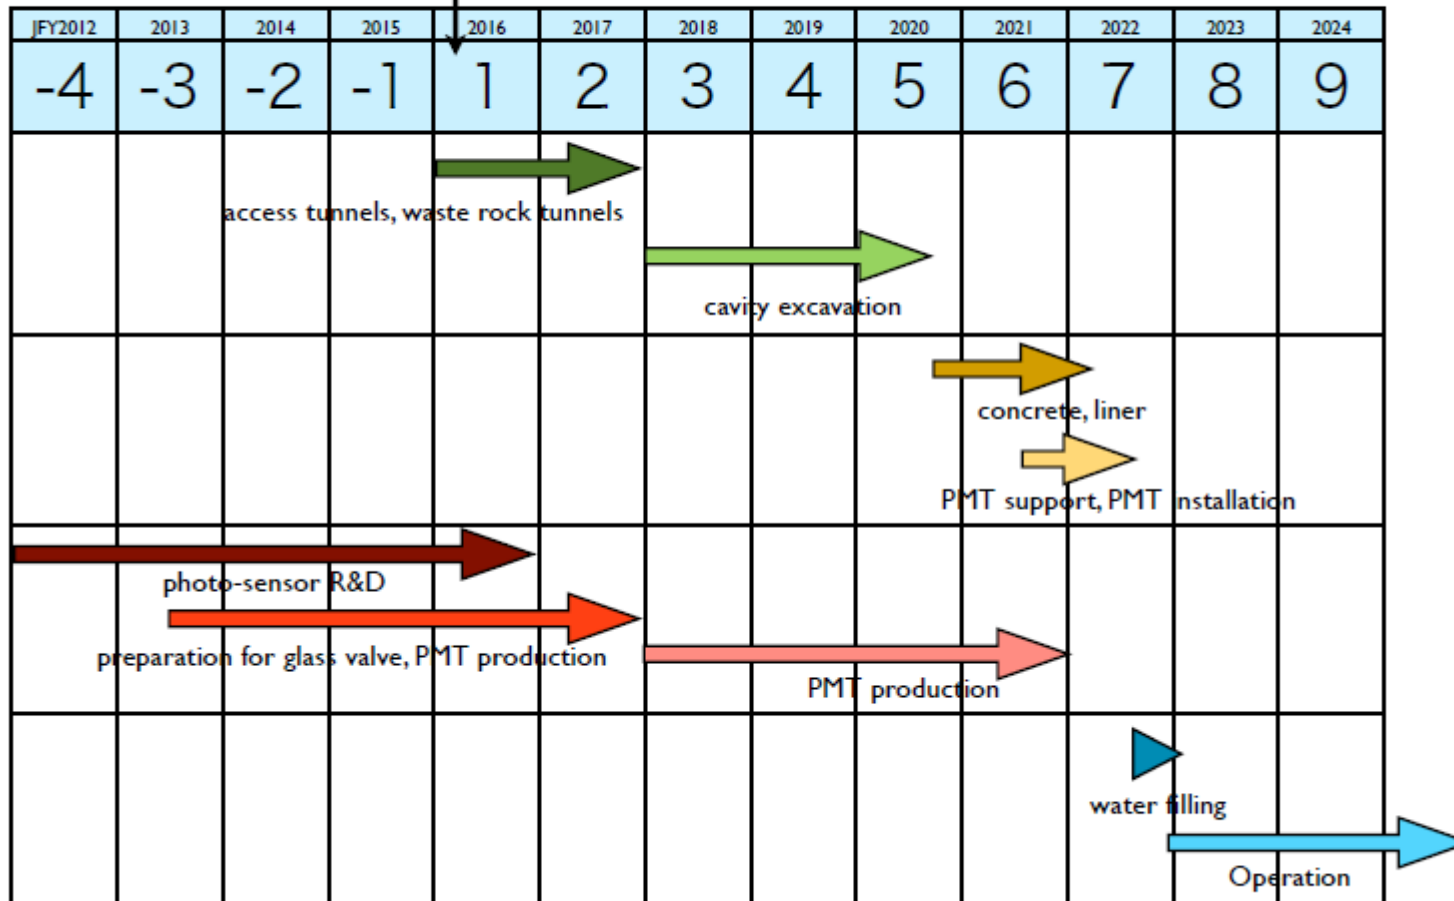 JFY2012 2013 2014 2015 2016 2017 2018 2019 2020 2021 2022 2023 2024
-4 -3 -2 -1 1 2 3 4 5 6 7 8 9
access tunnels, waste rock tunnels
cavity excavation
concrete, liner
PMT support, PMT installation
photo-sensor R&D
preparation for glass valve, PMT production
PMT production
water filling
Operation